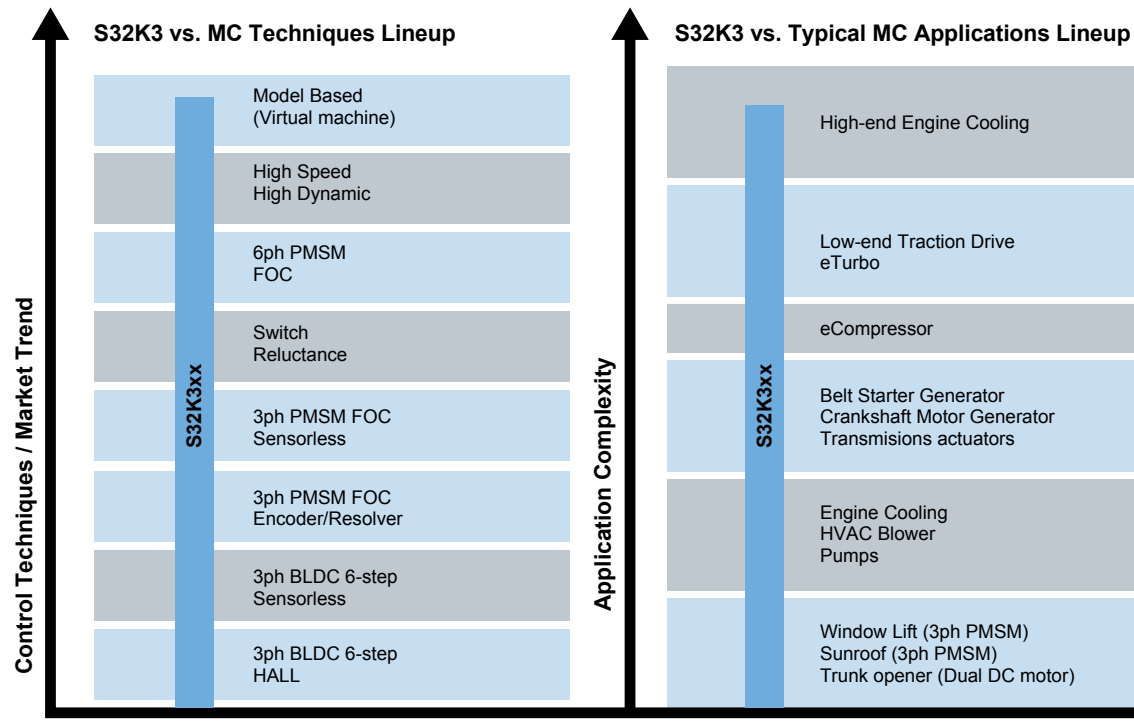 S32K3 vs. MC Techniques Lineup
Control Techniques / Market Trend
S32K3xx
Model Based
(Virtual machine)
High Speed
High Dynamic
6ph PMSM
FOC
Switch
Reluctance
3ph PMSM FOC
Sensorless
3ph PMSM FOC
Encoder/Resolver
3ph BLDC 6-step
Sensorless
3ph BLDC 6-step
HALL
S32K3 vs. Typical MC Applications Lineup
Application Complexity
S32K3xx
High-end Engine Cooling
Low-end Traction Drive
eTurbo
eCompressor
Belt Starter Generator
Crankshaft Motor Generator
Transmisions actuators
Engine Cooling
HVAC Blower
Pumps
Window Lift (3ph PMSM)
Sunroof (3ph PMSM)
Trunk opener (Dual DC motor)